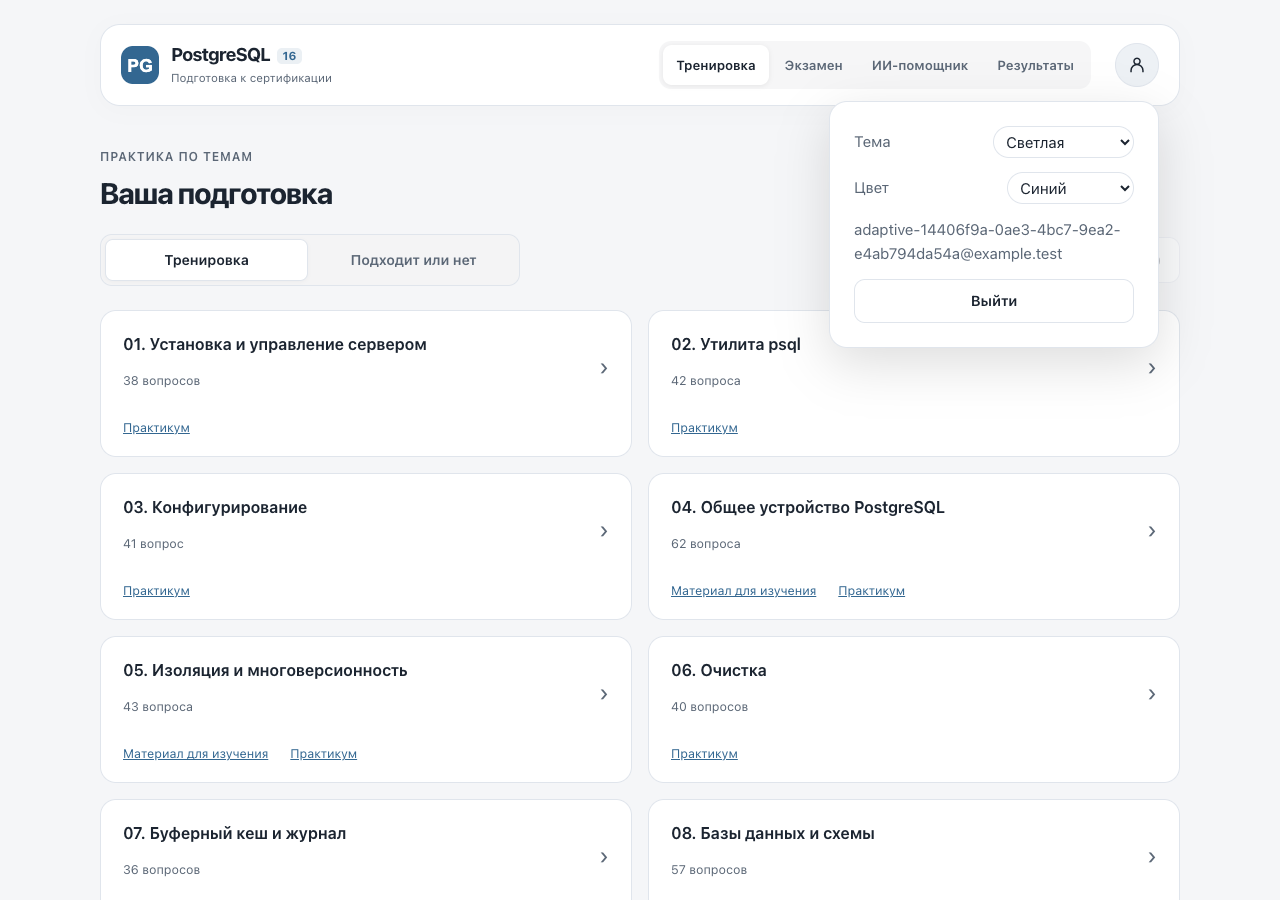 PG
PostgreSQL 16
Подготовка к сертификации
Тренировка
Экзамен
ИИ-помощник
Результаты
Тема
Светлая
Цвет
Синий
adaptive-14406f9a-0ae3-4bc7-9ea2-
e4ab794da54a@example.test
Выйти
ПРАКТИКА ПО ТЕМАМ
Ваша подготовка
Тренировка
Подходит или нет
01. Установка и управление сервером
38 вопросов
Практикум
02. Утилита psql
42 вопроса
Практикум
03. Конфигурирование
41 вопрос
Практикум
04. Общее устройство PostgreSQL
62 вопроса
Материал для изучения Практикум
05. Изоляция и многоверсионность
43 вопроса
Материал для изучения Практикум
06. Очистка
40 вопросов
Практикум
07. Буферный кеш и журнал
36 вопросов
08. Базы данных и схемы
57 вопросов